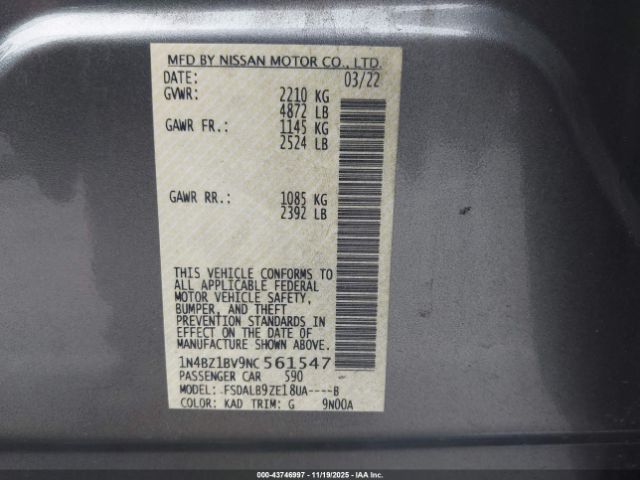 MFD BY NISSAN MOTOR CO., LTD.
DATE: 03/22
GVWR: 2210 KG
4872 LB
GAWR FR.: 1145 KG
2524 LB
GAWR RR.: 1085 KG
2392 LB
THIS VEHICLE CONFORMS TO
ALL APPLICABLE FEDERAL
MOTOR VEHICLE SAFETY,
BUMPER, AND THEFT
PREVENTION STANDARDS IN
EFFECT ON THE DATE OF
MANUFACTURE SHOWN ABOVE.
1N4BZ1BV9NC561547
PASSENGER CAR 590
MODEL: FSDALB9ZE18UA----B
COLOR: KAD TRIM: G 9N00A
000-43746997 - 11/19/2025 - IAAI, Inc.